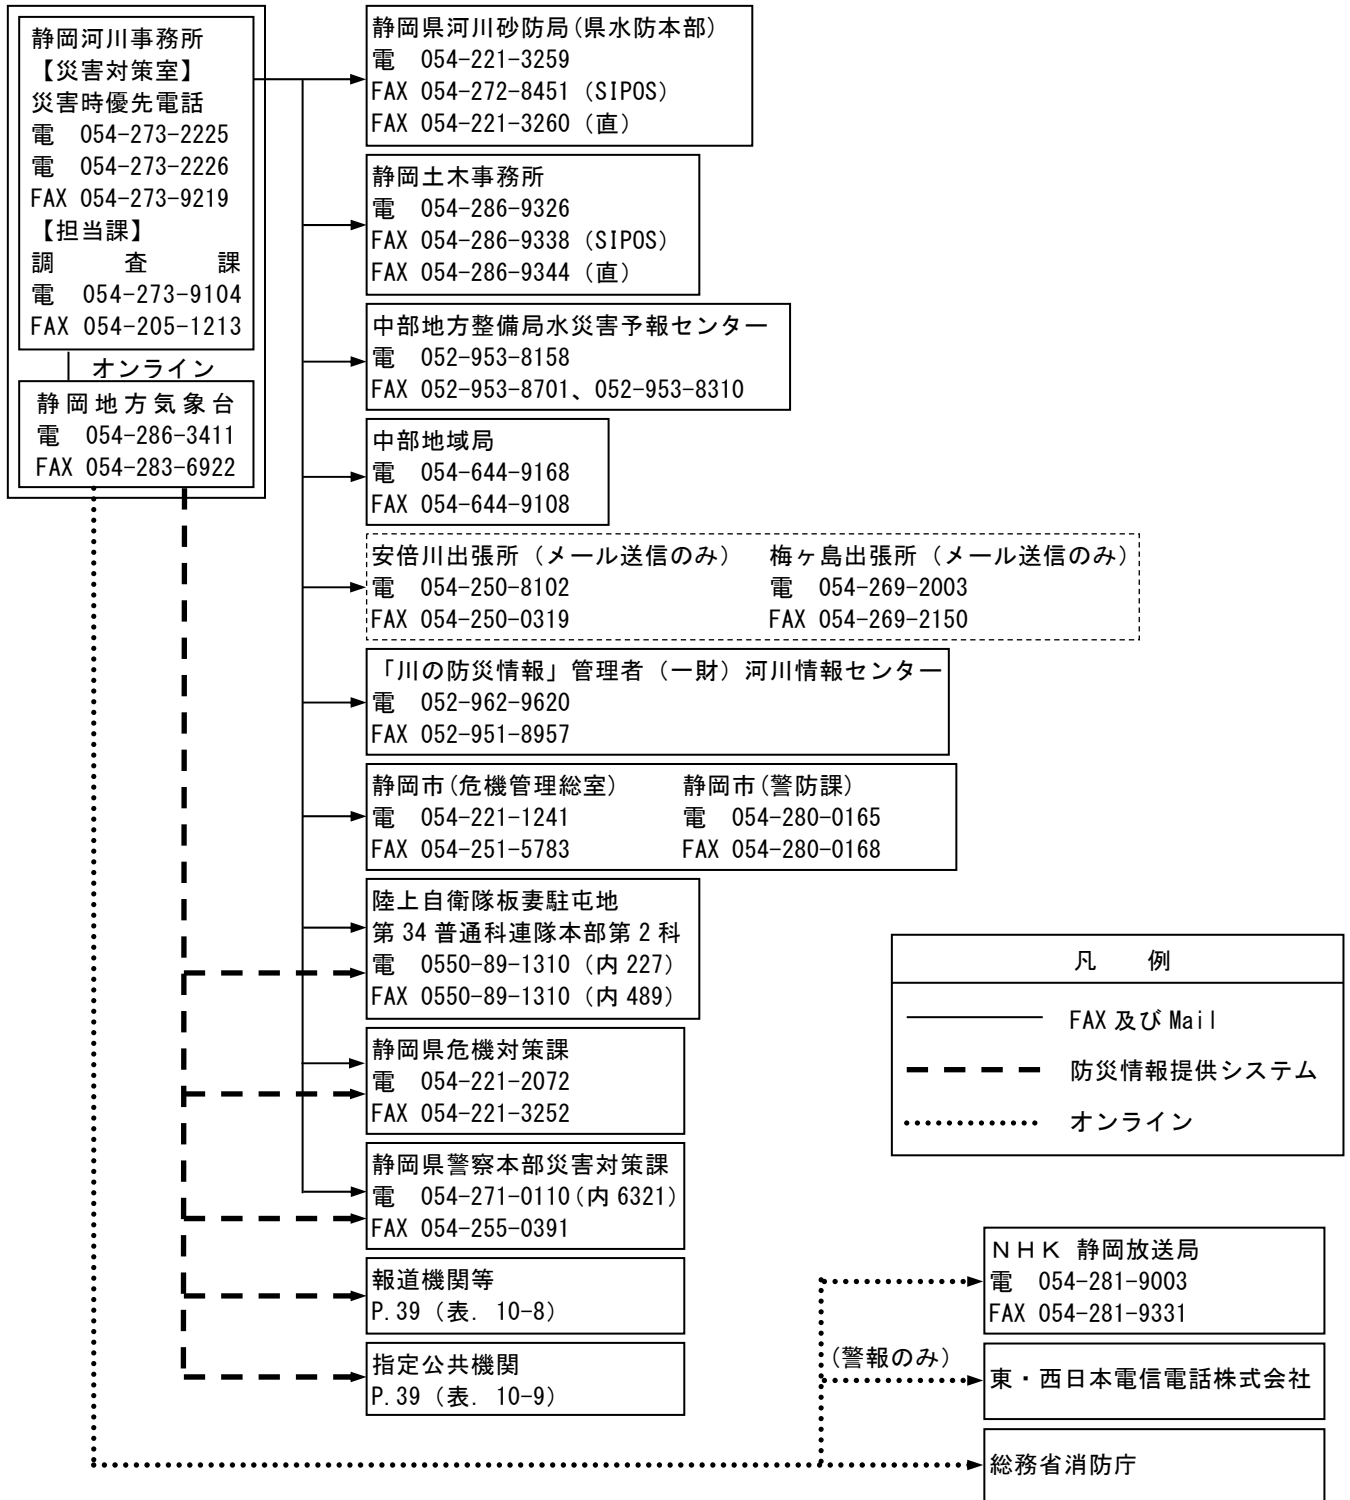 静岡河川事務所
【災害対策室】
災害時優先電話
電 054-273-2225
電 054-273-2226
FAX 054-273-9219
【担当課】
調 査 課
電 054-273-9104
FAX 054-205-1213
オンライン
静岡地方気象台
電 054-286-3411
FAX 054-283-6922
静岡県河川砂防局(県水防本部)
電 054-221-3259
FAX 054-272-8451 (SIPOS)
FAX 054-221-3260 (直)
静岡土木事務所
電 054-286-9326
FAX 054-286-9338 (SIPOS)
FAX 054-286-9344 (直)
中部地方整備局水災害予報センター
電 052-953-8158
FAX 052-953-8701、052-953-8310
中部地域局
電 054-644-9168
FAX 054-644-9108
安倍川出張所(メール送信のみ)
電 054-250-8102
FAX 054-250-0319
梅ヶ島出張所(メール送信のみ)
電 054-269-2003
FAX 054-269-2150
「川の防災情報」管理者(一財)河川情報センター
電 052-962-9620
FAX 052-951-8957
静岡市(危機管理総室)
電 054-221-1241
FAX 054-251-5783
静岡市(警防課)
電 054-280-0165
FAX 054-280-0168
陸上自衛隊板妻駐屯地
第34普通科連隊本部第2科
電 0550-89-1310 (内227)
FAX 0550-89-1310 (内489)
静岡県危機対策課
電 054-221-2072
FAX 054-221-3252
静岡県警察本部災害対策課
電 054-271-0110(内6321)
FAX 054-255-0391
報道機関等
P.39 (表. 10-8)
指定公共機関
P.39 (表. 10-9)
凡 例
FAX 及び Mail
防災情報提供システム
オンライン
NHK 静岡放送局
電 054-281-9003
FAX 054-281-9331
(警報のみ)
東・西日本電信電話株式会社
総務省消防庁